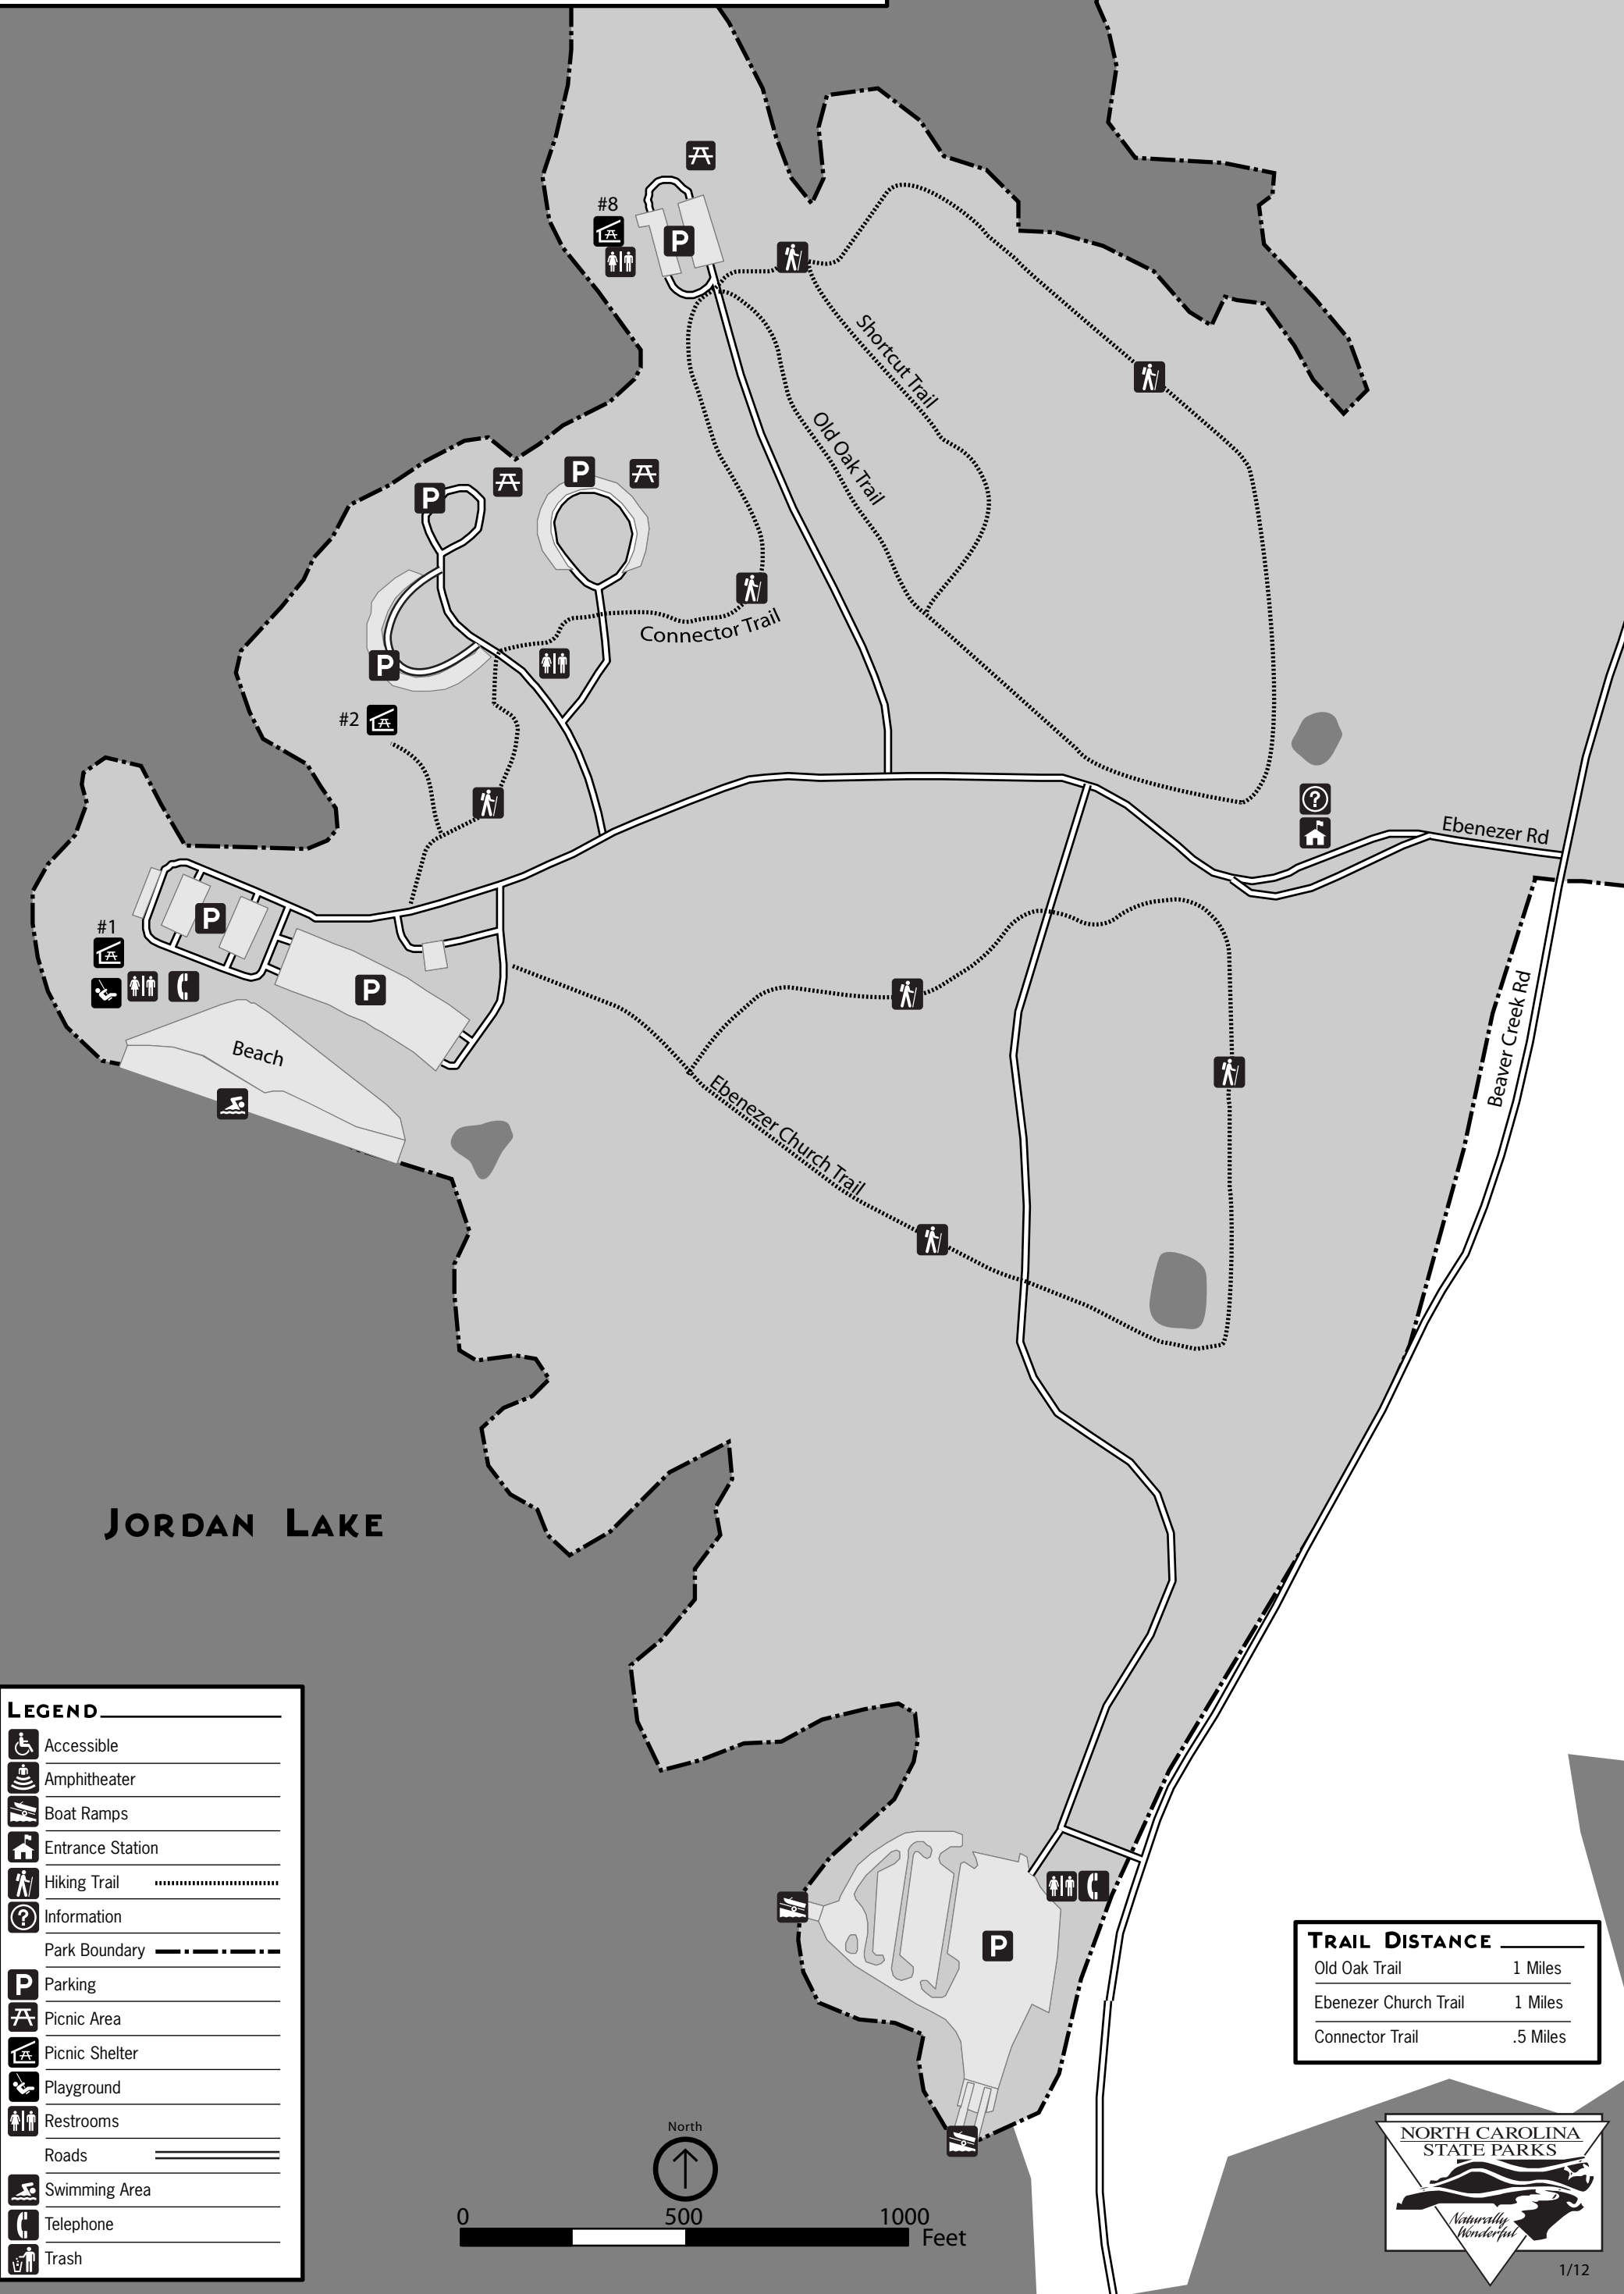 #8
Shortcut Trail
Old Oak Trail
P
P
P
P
Connector Trail
#2
?
Ebenezer Rd
#1
P
P
Beach
Beaver Creek Rd
Ebenezer Church Trail
JORDAN LAKE
LEGEND
Accessible
Amphitheater
Boat Ramps
Entrance Station
Hiking Trail
? Information
Park Boundary
P Parking
Picnic Area
Picnic Shelter
Playground
Restrooms
Roads
Swimming Area
Telephone
Trash
P
TRAIL DISTANCE
Old Oak Trail 1 Miles
Ebenezer Church Trail 1 Miles
Connector Trail .5 Miles
North
0 500 1000
Feet
NORTH CAROLINA
STATE PARKS
Naturally
Wonderful
1/12